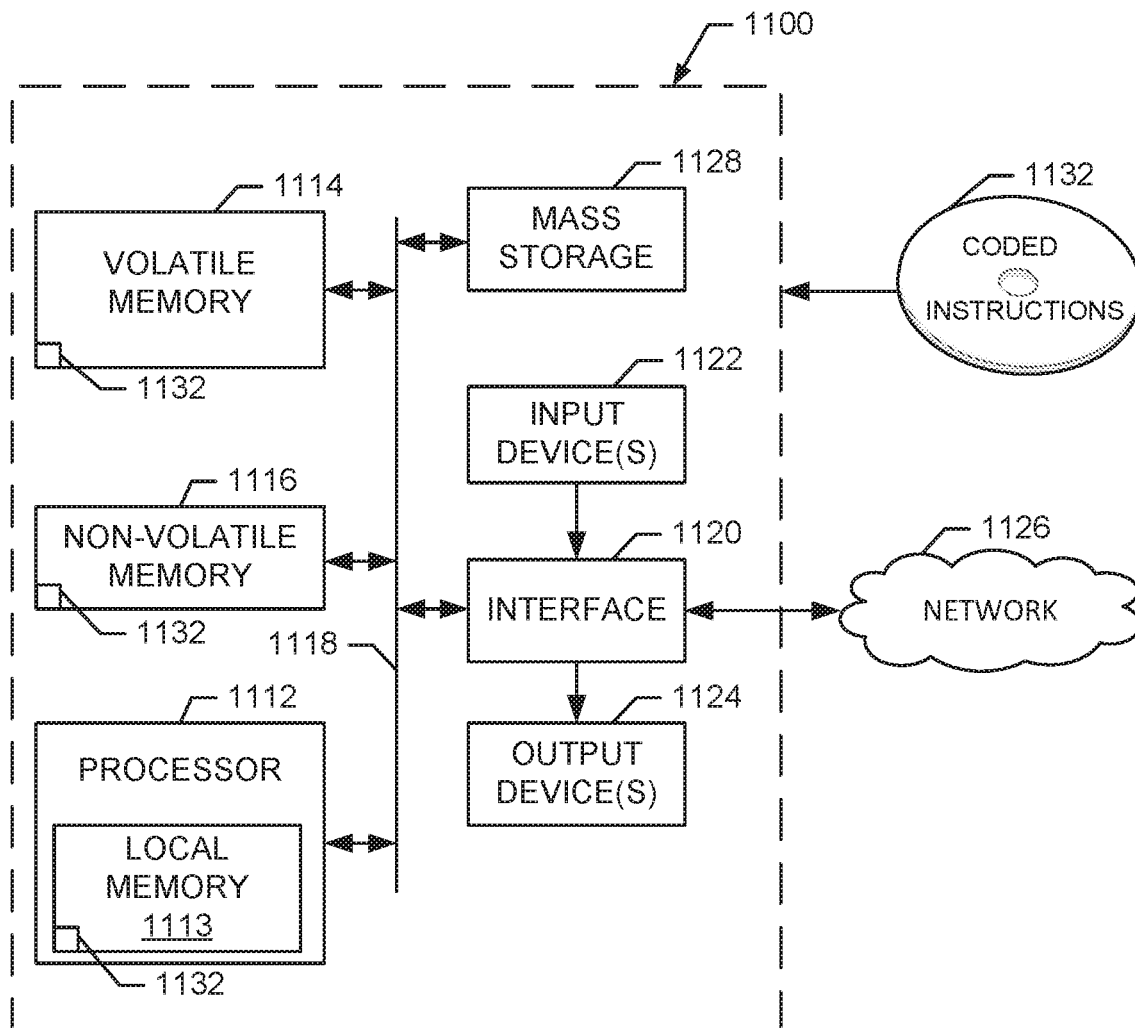 1100
1114
VOLATILE
MEMORY
1132
1128
MASS
STORAGE
1132
CODED
INSTRUCTIONS
1122
INPUT
DEVICE(S)
1116
NON-VOLATILE
MEMORY
1132
1118
1120
INTERFACE
1126
NETWORK
1112
PROCESSOR
LOCAL
MEMORY
1113
1132
1124
OUTPUT
DEVICE(S)